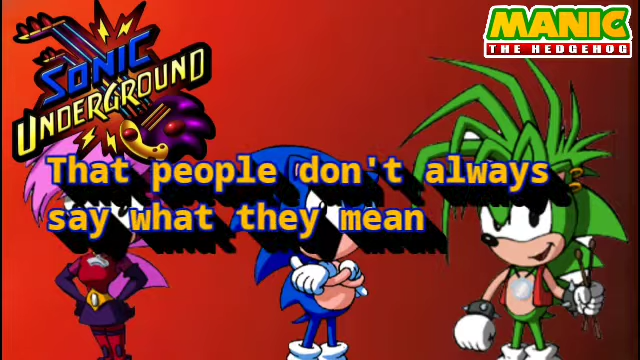 MANIC
THE HEDGEHOG
SONIC
UNDERGROUND
That people don't always
say what they mean